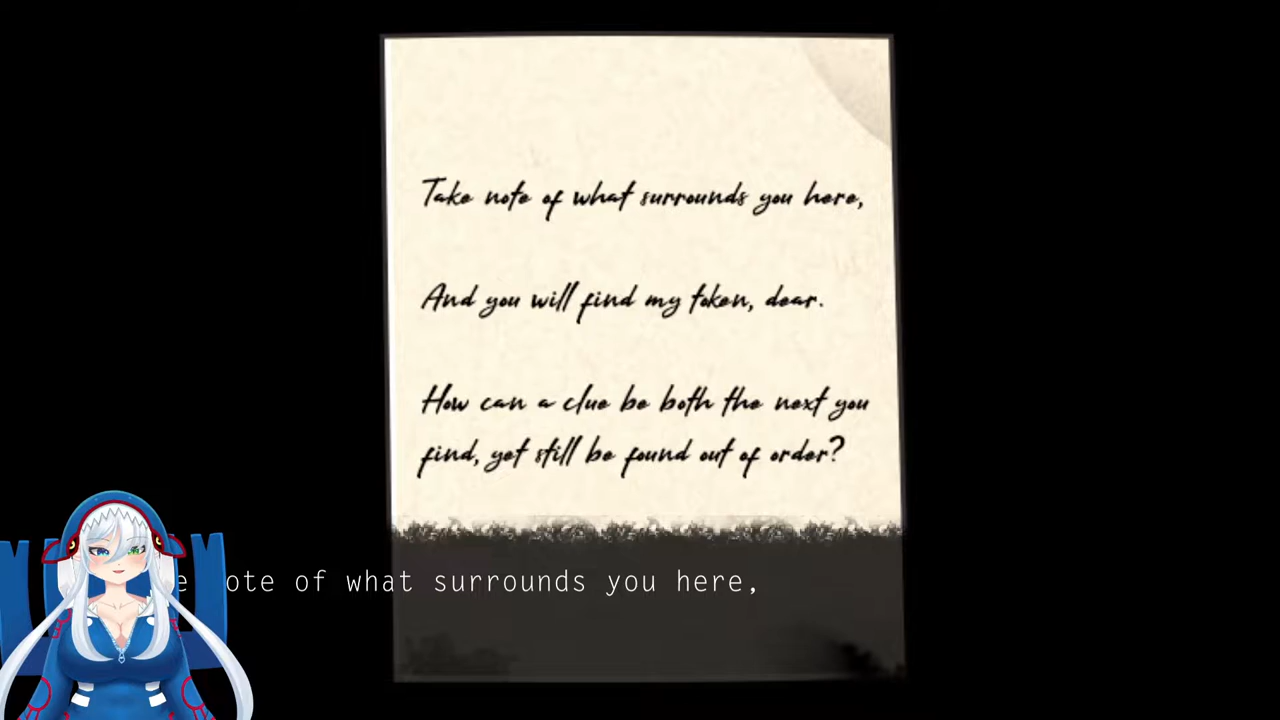 Take note of what surrounds you here,
And you will find my token, dear.
How can a clue be both the next you
find, yet still be found out of order?
of what surrounds you here,